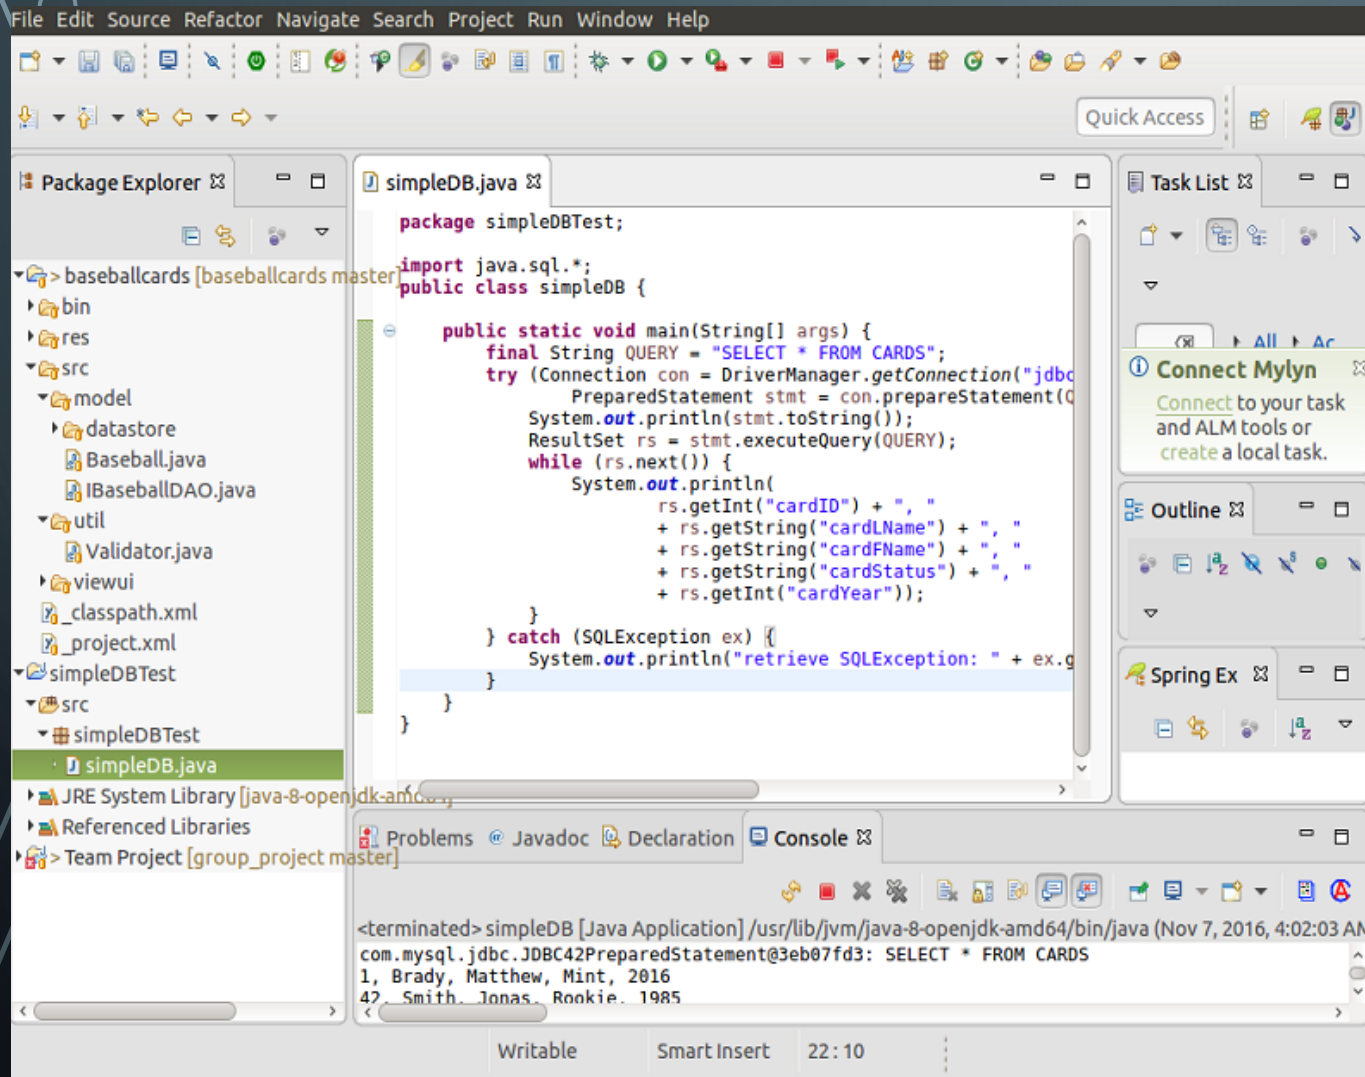 File Edit Source Refactor Navigate Search Project Run Window Help
Quick Access
Package Explorer
> baseballcards [baseballcards master]
bin
res
src
model
datastore
Baseball.java
IBaseballDAO.java
util
Validator.java
viewui
_classpath.xml
_project.xml
simpleDBTest
src
simpleDBTest
simpleDB.java
JRE System Library [java-8-openjdk-amd64]
Referenced Libraries
> Team Project [group_project master]
simpleDB.java
package simpleDBTest;
import java.sql.*;
public class simpleDB {
public static void main(String[] args) {
final String QUERY = "SELECT * FROM CARDS";
try (Connection con = DriverManager.getConnection("jdbc
PreparedStatement stmt = con.prepareStatement(Q
System.out.println(stmt.toString());
ResultSet rs = stmt.executeQuery(QUERY);
while (rs.next()) {
System.out.println(
rs.getInt("cardID") + ", "
+ rs.getString("cardLName") + ", "
+ rs.getString("cardFName") + ", "
+ rs.getString("cardStatus") + ", "
+ rs.getInt("cardYear"));
}
} catch (SQLException ex) {
System.out.println("retrieve SQLException: " + ex.g
}
}
}
Task List
All Ac
Connect Mylyn
Connect to your task
and ALM tools or
create a local task.
Outline
Spring Ex
Problems @ Javadoc Declaration Console
<terminated> simpleDB [Java Application] /usr/lib/jvm/java-8-openjdk-amd64/bin/java (Nov 7, 2016, 4:02:03 AM
com.mysql.jdbc.JDBC42PreparedStatement@3eb07fd3: SELECT * FROM CARDS
1, Brady, Matthew, Mint, 2016
42, Smith, Jonas, Rookie, 1985
Writable Smart Insert 22 : 10